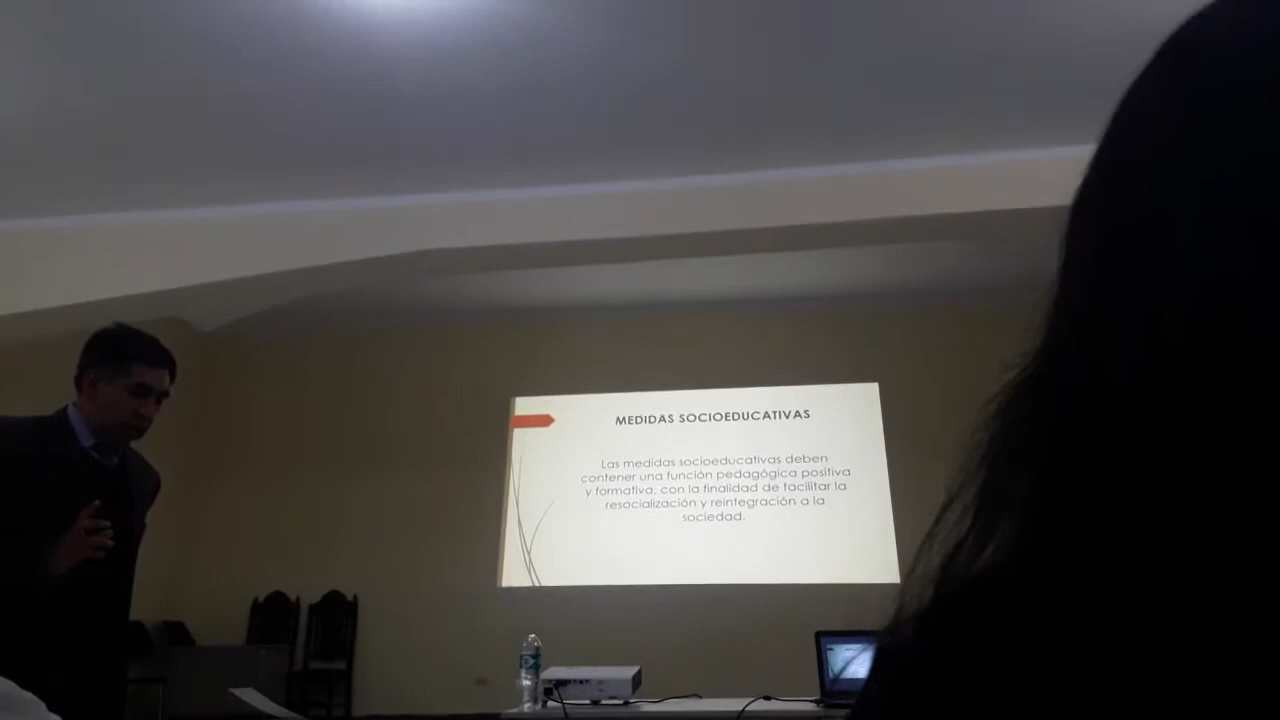 MEDIDAS SOCIOEDUCATIVAS
Las medidas socioeducativas deben
contener una función pedagógica positiva
y formativa, con la finalidad de facilitar la
resocialización y reintegración a la
sociedad.